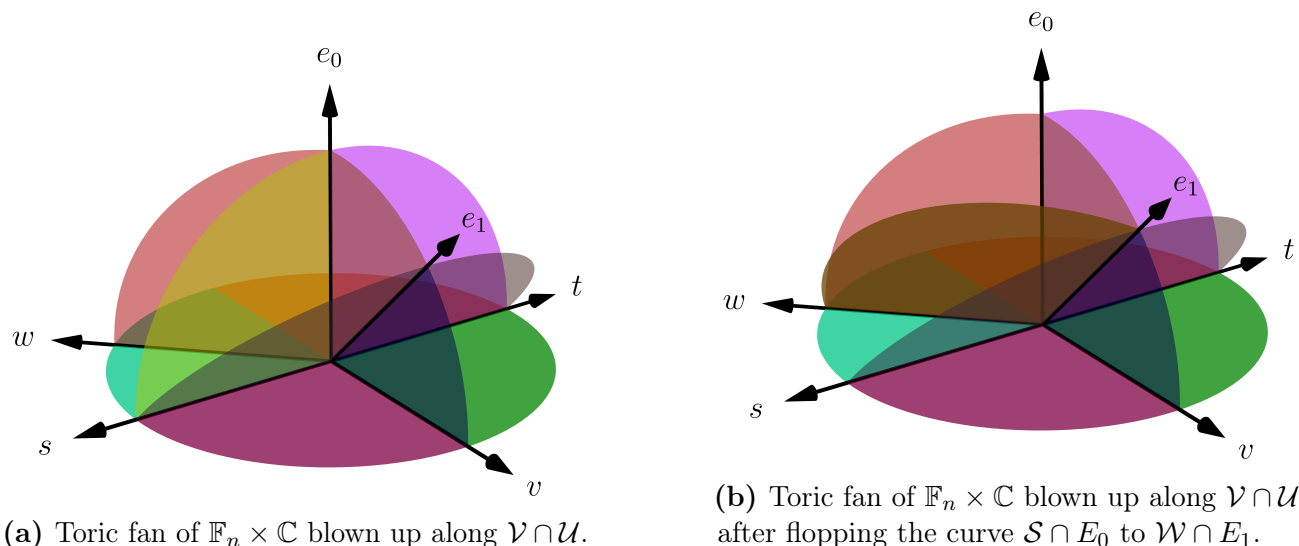 e₀
e₁
t
w
s
v
(a) Toric fan of 𝔽ₙ × ℂ blown up along 𝒱 ∩ 𝒰.
e₀
e₁
t
w
s
v
(b) Toric fan of 𝔽ₙ × ℂ blown up along 𝒱 ∩ 𝒰
after flopping the curve 𝒮 ∩ E₀ to 𝒲 ∩ E₁.